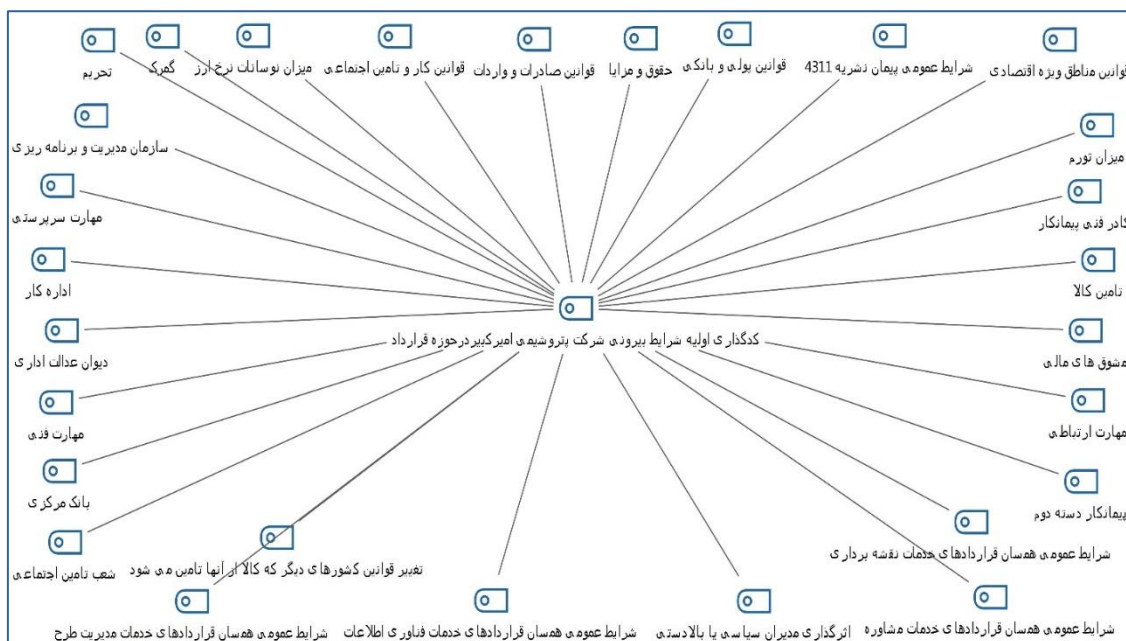 تحریم
گمرک
میزان نوسانات نرخ ارز
قوانین کار و تامین اجتماعی
قوانین صادرات و واردات
حقوق و مزایا
قوانین پولی و بانکی
شرایط عمومی پیمان نشریه 4311
قوانین مناطق ویژه اقتصادی
سازمان مدیریت و برنامه ریزی
میزان تورم
مهارت سرپرستی
کادر فنی پیمانکار
اداره کار
تامین کالا
کدگذاری اولیه شرایط بیرونی شرکت پتروشیمی امیرکبیر درحوزه قرارداد
دیوان عدالت اداری
مشوق های مالی
مهارت فنی
مهارت ارتباطی
بانک مرکزی
پیمانکار دسته دوم
شرایط عمومی همسان قراردادهای خدمات نقشه برداری
شعب تامین اجتماعی
تغییر قوانین کشورهای دیگر که کالا از آنها تامین می شود
شرایط عمومی همسان قراردادهای خدمات مدیریت طرح
شرایط عمومی همسان قراردادهای خدمات فناوری اطلاعات
اثرگذاری مدیران سیاسی یا بالادستی
شرایط عمومی همسان قراردادهای خدمات مشاوره